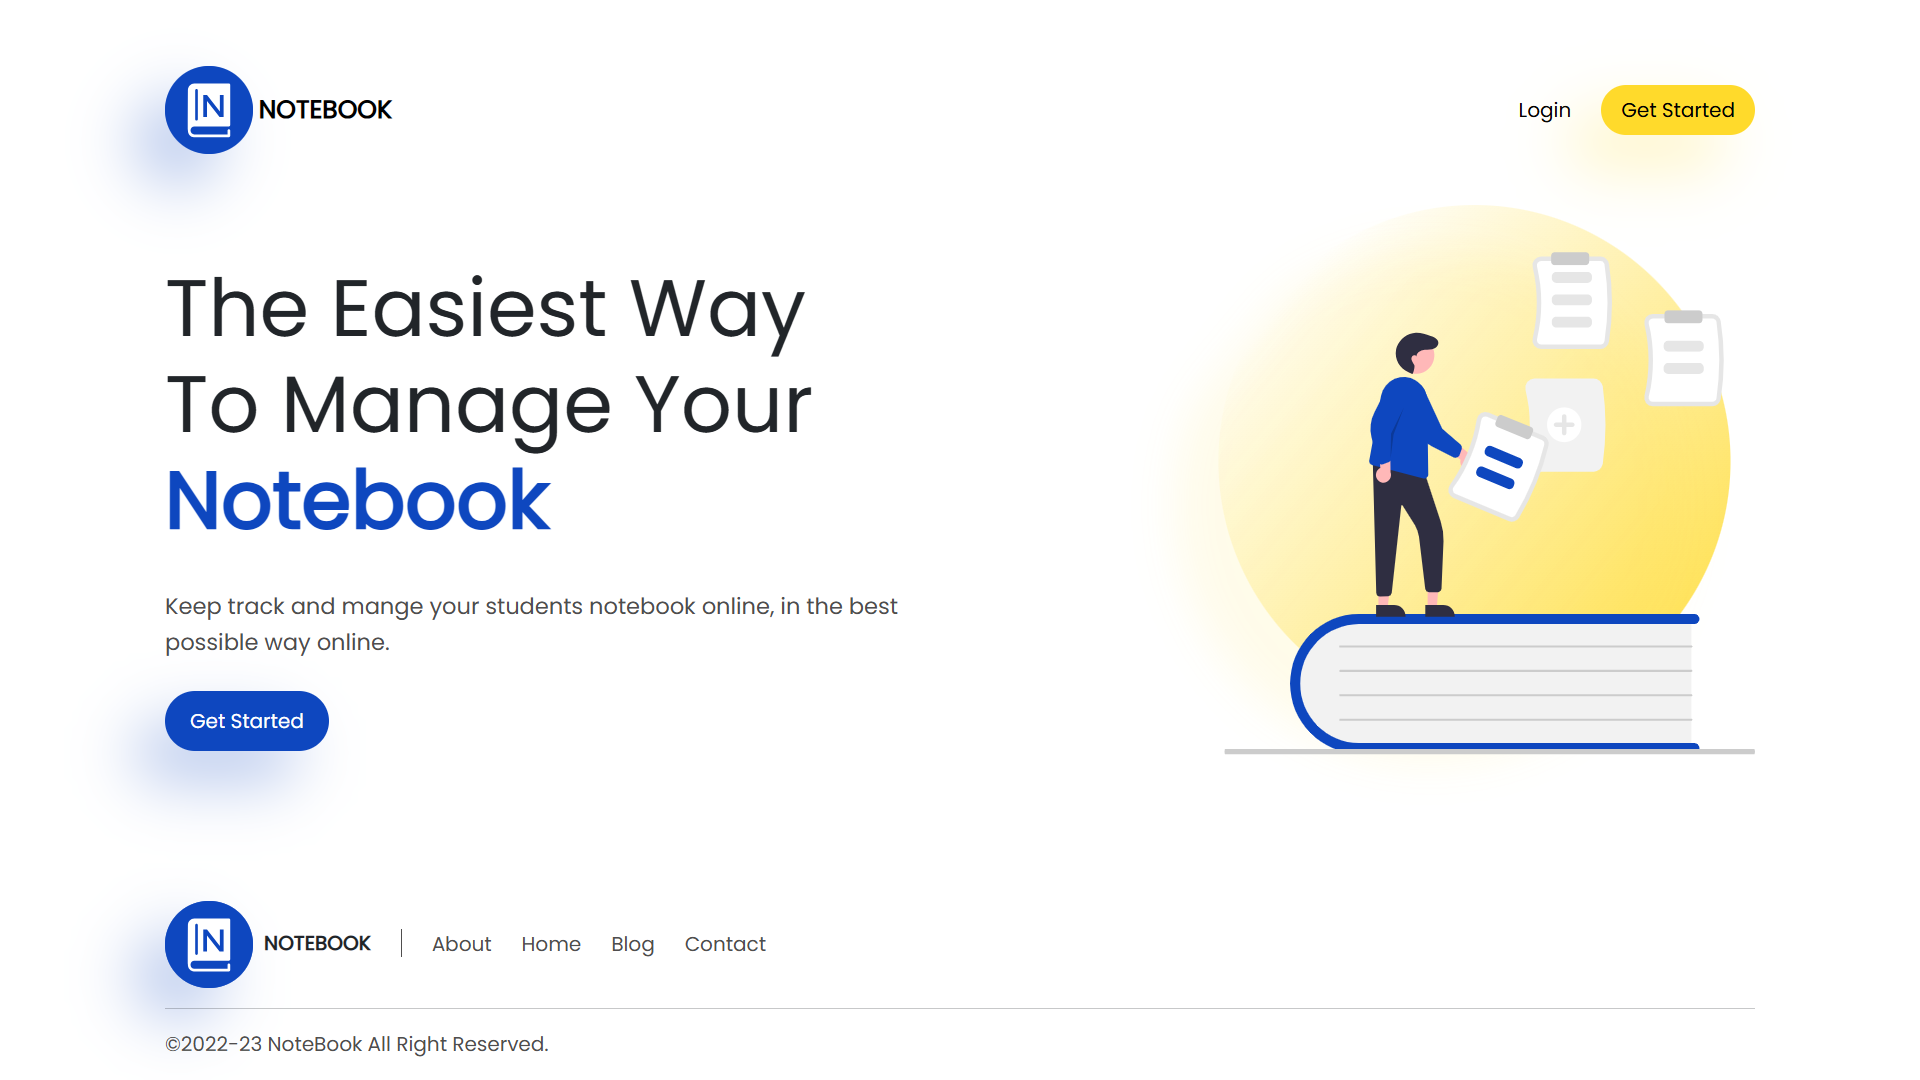 N NOTEBOOK
Login Get Started
The Easiest Way
To Manage Your
Notebook
Keep track and mange your students notebook online, in the best
possible way online.
Get Started
N NOTEBOOK About Home Blog Contact
©2022-23 NoteBook All Right Reserved.